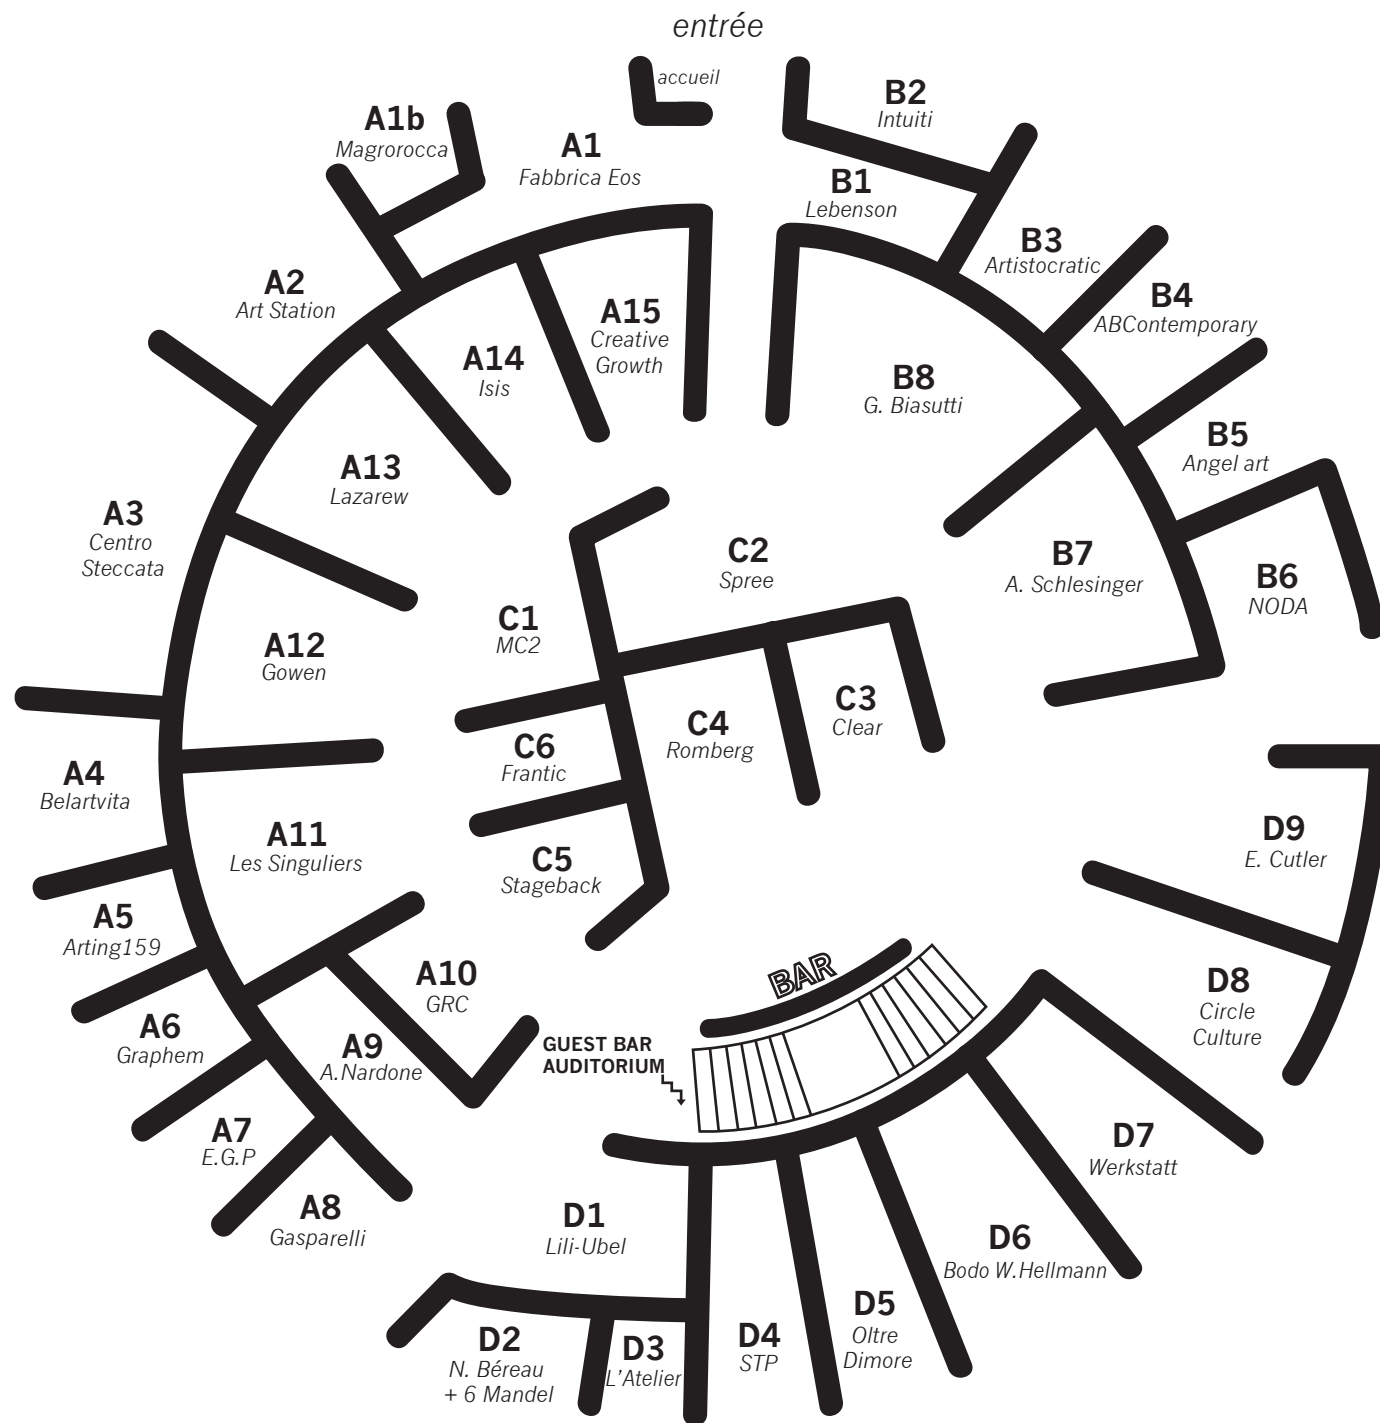 entrée
accueil
A1b
Magrorocca
A1
Fabbrica Eos
B2
Intuiti
B1
Lebenson
B3
Artistocratic
B4
ABContemporary
A2
Art Station
A15
Creative
Growth
A14
Isis
B8
G. Biasutti
B5
Angel art
A13
Lazarew
A3
Centro
Steccata
C2
Spree
B7
A. Schlesinger
B6
NODA
C1
MC2
A12
Gowen
C3
Clear
C4
Romberg
C6
Frantic
A4
Belartvita
A11
Les Singuliers
C5
Stageback
D9
E. Cutler
A5
Arting159
A10
GRC
BAR
D8
Circle
Culture
A6
Graphem
A9
A.Nardone
GUEST BAR
AUDITORIUM
A7
E.G.P
D7
Werkstatt
A8
Gasparelli
D1
Lili-Ubel
D6
Bodo W.Hellmann
D5
Oltre
Dimore
D2
N. Béreau
+ 6 Mandel
D3
L'Atelier
D4
STP